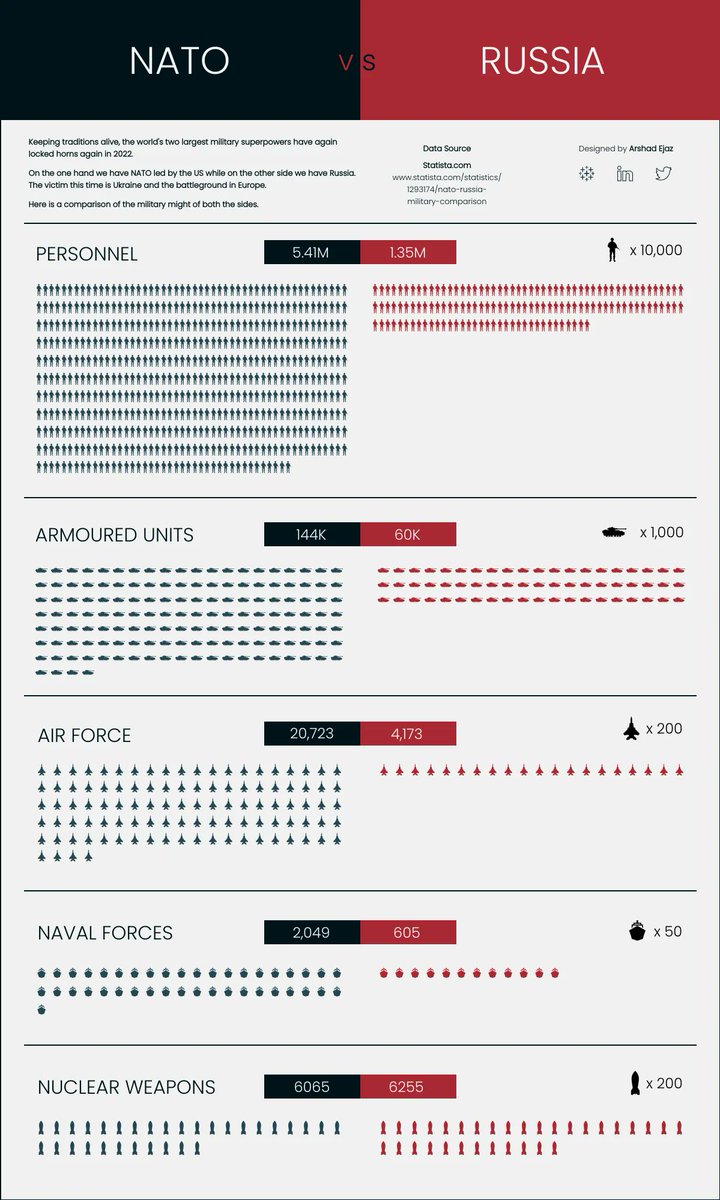 NATO
VS
RUSSIA
Keeping traditions alive, the world's two largest military superpowers have again
locked horns again in 2022.
On the one hand we have NATO led by the US while on the other side we have Russia.
The victim this time is Ukraine and the battleground in Europe.
Here is a comparison of the military might of both the sides.
Data Source
Statista.com
www.statista.com/statistics/
1293174/nato-russia-
military-comparison
Designed by Arshad Ejaz
in
PERSONNEL
5.41M
1.35M
x 10,000
ARMOURED UNITS
144K
60K
x 1,000
AIR FORCE
20,723
4,173
x 200
NAVAL FORCES
2,049
605
x 50
NUCLEAR WEAPONS
6065
6255
x 200